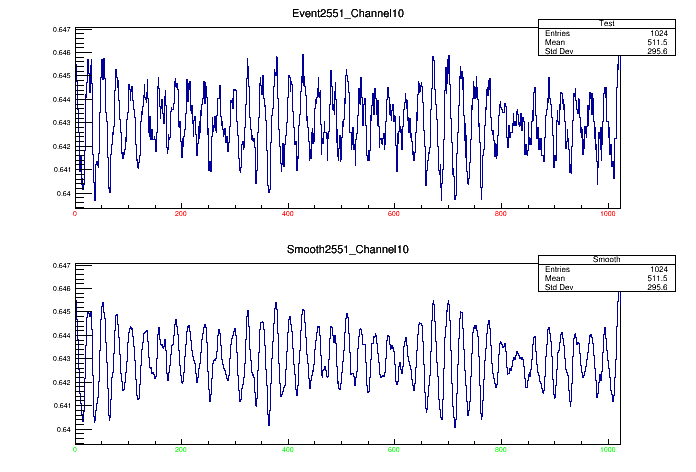 Event2551_Channel10
Test
Entries 1024
Mean 511.5
Std Dev 295.6
0.647
0.646
0.645
0.644
0.643
0.642
0.641
0.64
0 200 400 600 800 1000
Smooth2551_Channel10
Smooth
Entries 1024
Mean 511.5
Std Dev 295.6
0.647
0.646
0.645
0.644
0.643
0.642
0.641
0.64
0 200 400 600 800 1000